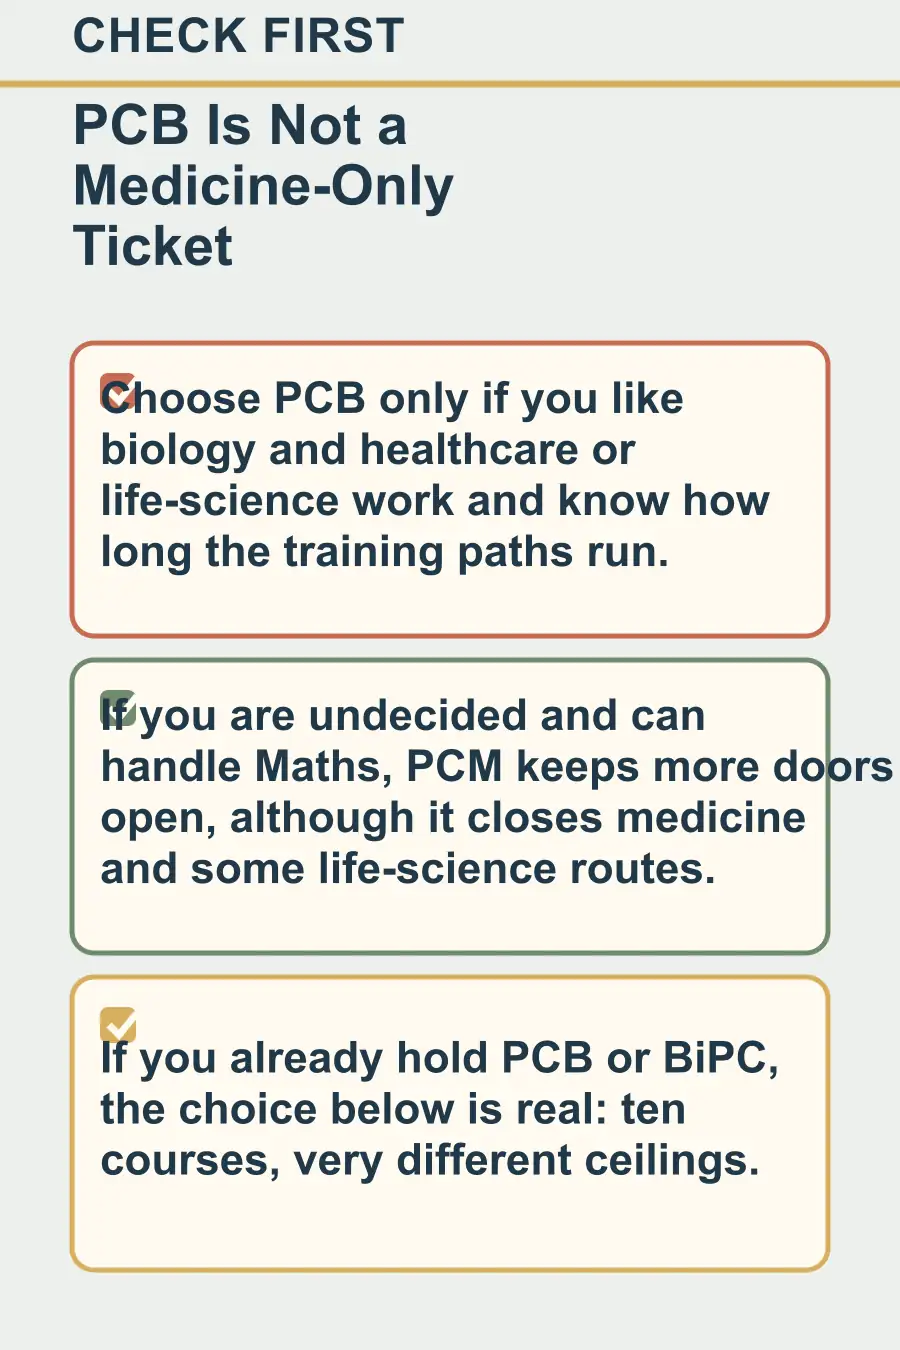 CHECK FIRST
PCB Is Not a
Medicine-Only
Ticket
Choose PCB only if you like
biology and healthcare or
life-science work and know how
long the training paths run.
If you are undecided and can
handle Maths, PCM keeps more doors
open, although it closes medicine
and some life-science routes.
If you already hold PCB or BiPC,
the choice below is real: ten
courses, very different ceilings.